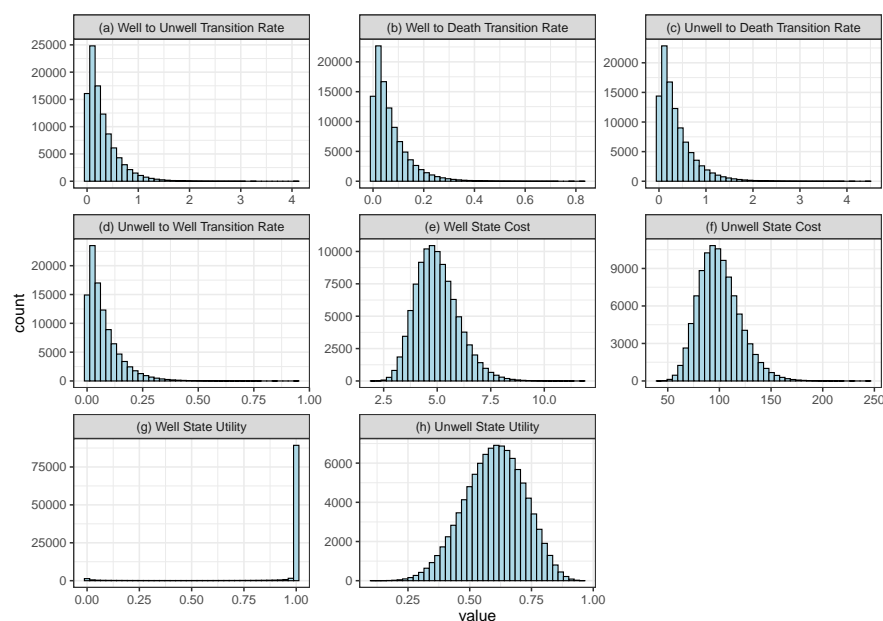 (a) Well to Unwell Transition Rate
(b) Well to Death Transition Rate
(c) Unwell to Death Transition Rate
25000
20000
15000
10000
5000
0
0 1 2 3 4
20000
15000
10000
5000
0
0.0 0.2 0.4 0.6 0.8
20000
15000
10000
5000
0
0 1 2 3 4
(d) Unwell to Well Transition Rate
(e) Well State Cost
(f) Unwell State Cost
count
20000
15000
10000
5000
0
0.00 0.25 0.50 0.75 1.00
10000
7500
5000
2500
0
2.5 5.0 7.5 10.0
9000
6000
3000
0
50 100 150 200 250
(g) Well State Utility
(h) Unwell State Utility
75000
50000
25000
0
0.00 0.25 0.50 0.75 1.00
6000
4000
2000
0
0.25 0.50 0.75 1.00
value